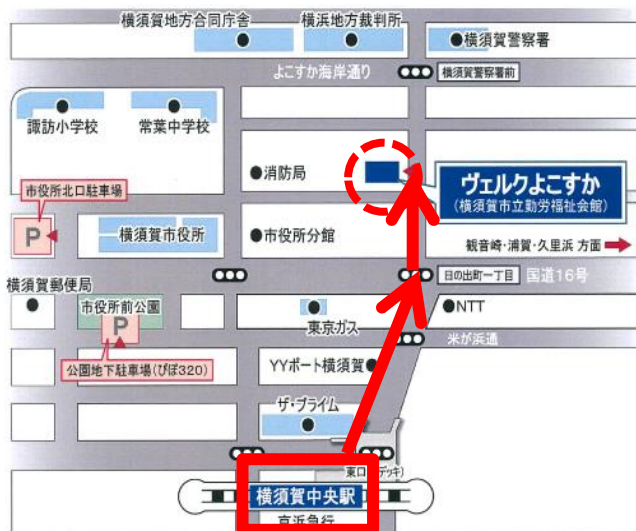 横須賀地方合同庁舎
横浜地方裁判所
横須賀警察署
よこすか海岸通り
横須賀警察署前
諏訪小学校
常葉中学校
消防局
ヴェルクよこすか
(横須賀市立勤労福祉会館)
市役所北口駐車場
P
横須賀市役所
市役所分館
観音崎・浦賀・久里浜 方面
日の出町一丁目
国道16号
横須賀郵便局
市役所前公園
P
東京ガス
NTT
米が浜通
公園地下駐車場(ぴぽ320)
YYポート横須賀
ザ・プライム
東口
デッキ)
横須賀中央駅
京浜急行